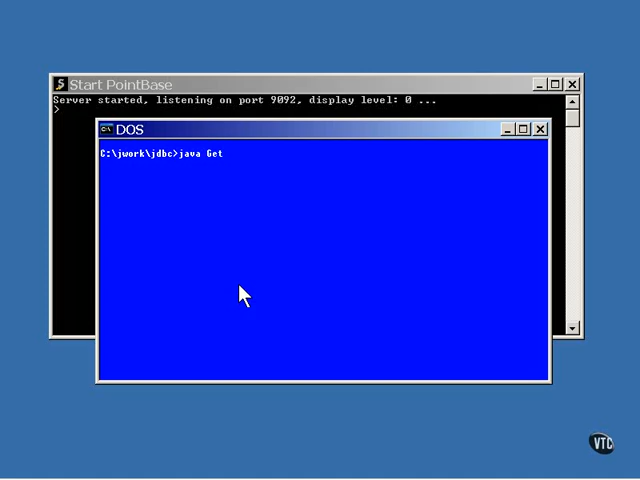 Start PointBase
Server started, listening on port 9092, display level: 0 ...
>
DOS
C:\jwork\jdbc>java Get
VTC